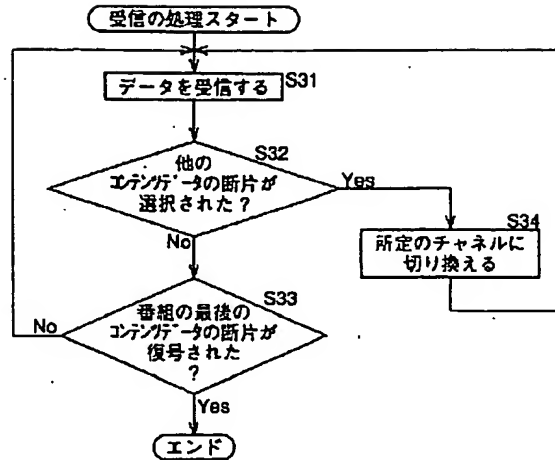 受信の処理スタート
データを受信する
S31
S32
他の
コンテンツデータの断片が
選択された?
Yes
No
S34
所定のチャネルに
切り換える
S33
番組の最後の
コンテンツデータの断片が
復号された
?
No
Yes
エンド